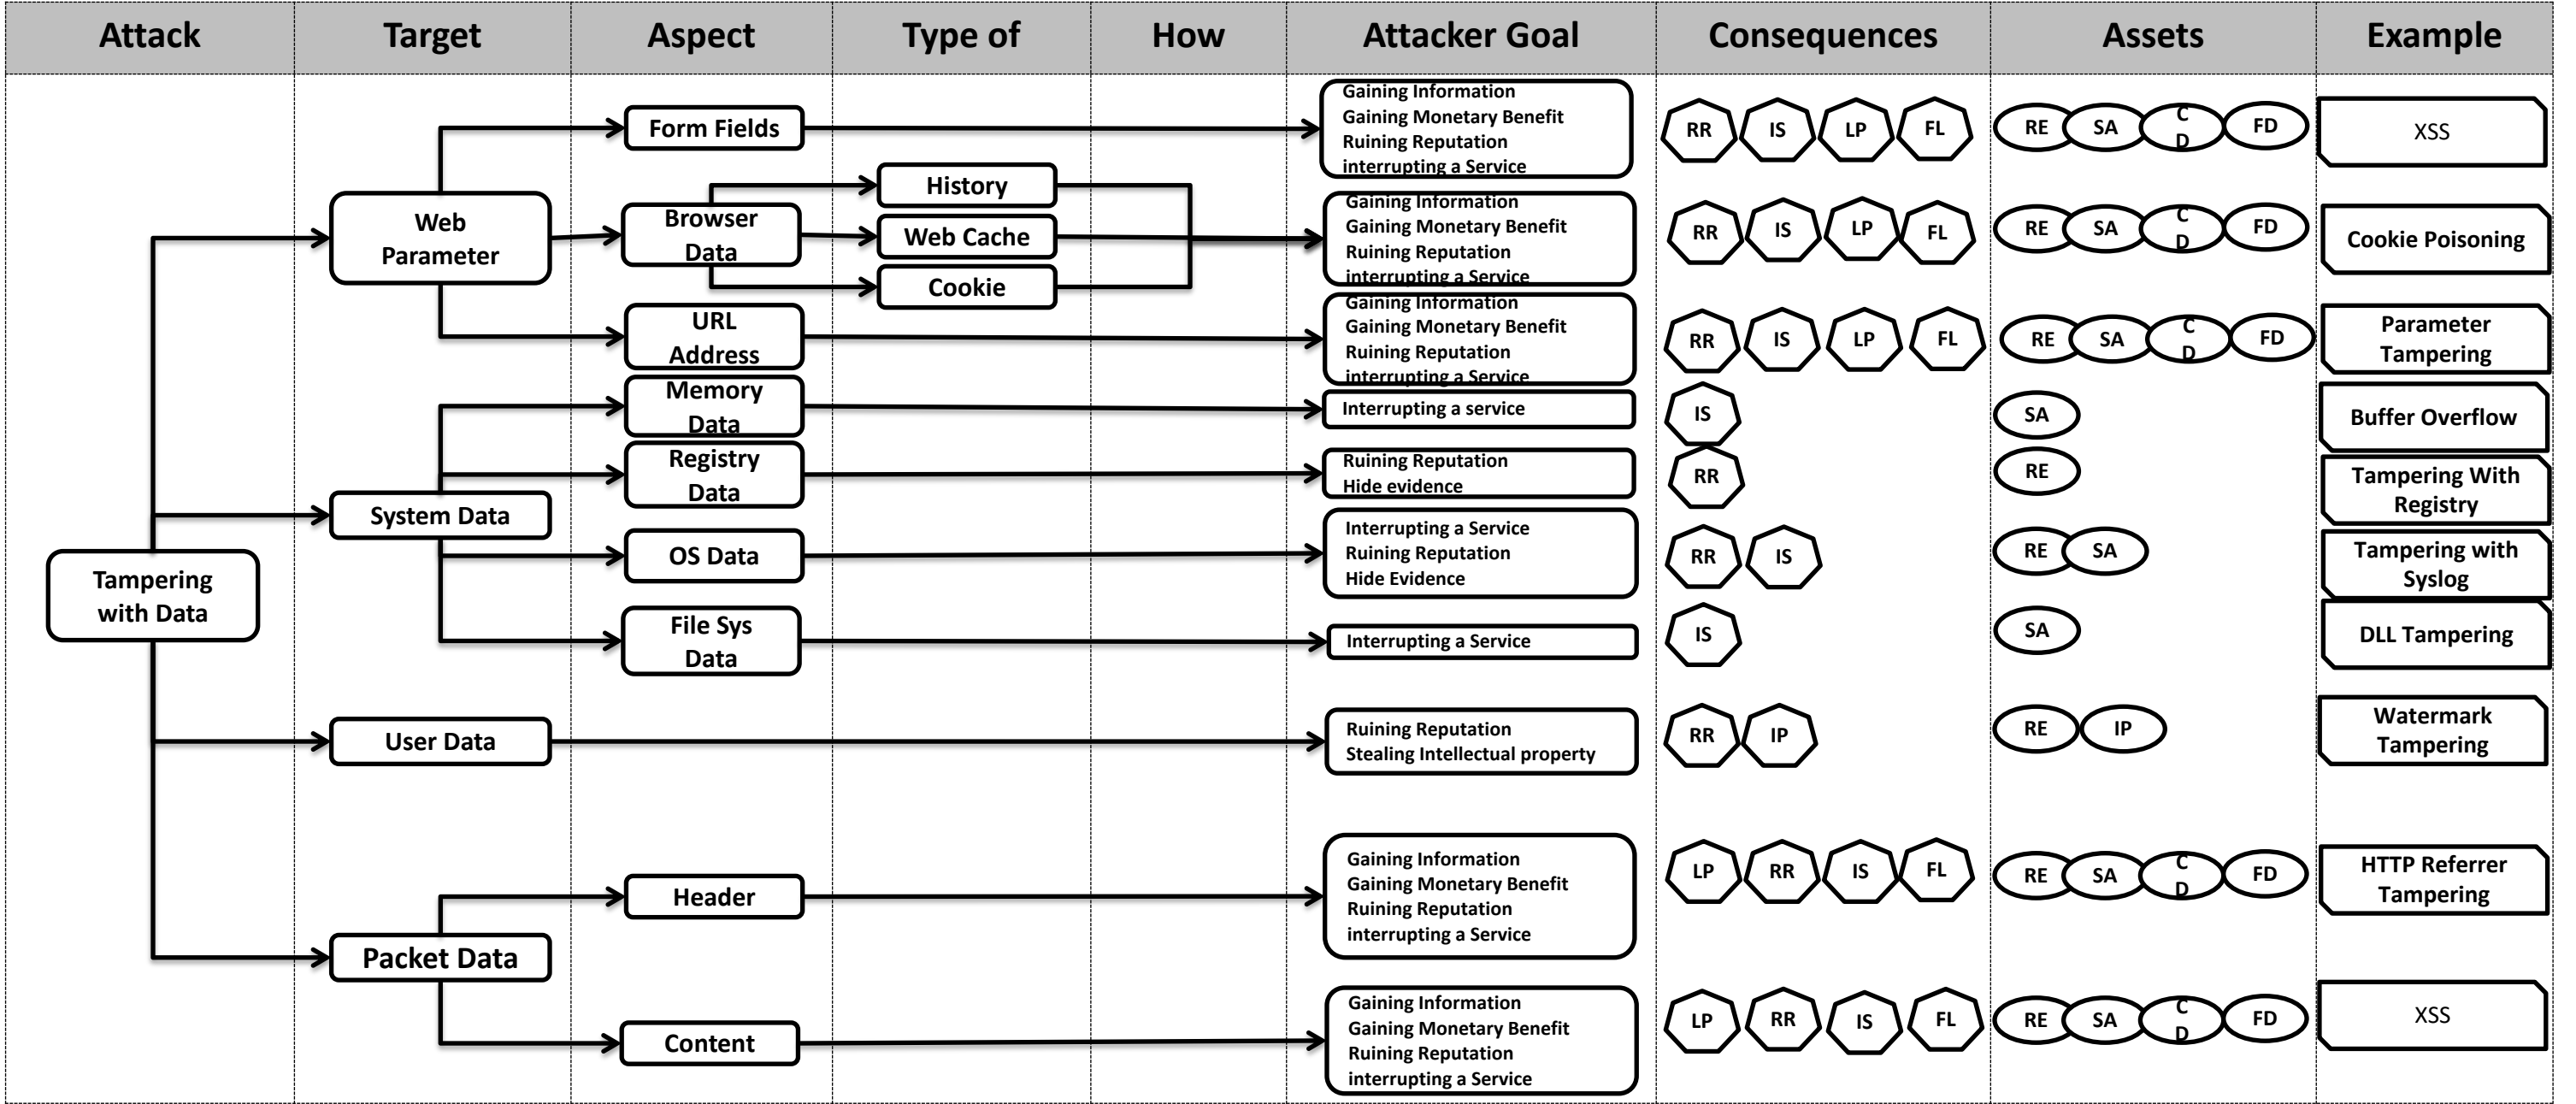 Attack
Target
Aspect
Type of
How
Attacker Goal
Consequences
Assets
Example
Tampering
with Data
Web
Parameter
Form Fields
Gaining Information
Gaining Monetary Benefit
Ruining Reputation
interrupting a Service
RR
IS
LP
FL
RE
SA
C
D
FD
XSS
Browser
Data
History
Web Cache
Cookie
Gaining Information
Gaining Monetary Benefit
Ruining Reputation
interrupting a Service
RR
IS
LP
FL
RE
SA
C
D
FD
Cookie Poisoning
URL
Address
Gaining Information
Gaining Monetary Benefit
Ruining Reputation
interrupting a Service
RR
IS
LP
FL
RE
SA
C
D
FD
Parameter
Tampering
System Data
Memory
Data
Interrupting a service
IS
SA
Buffer Overflow
Registry
Data
Ruining Reputation
Hide evidence
RR
RE
Tampering With
Registry
OS Data
Interrupting a Service
Ruining Reputation
Hide Evidence
RR
IS
RE
SA
Tampering with
Syslog
File Sys
Data
Interrupting a Service
IS
SA
DLL Tampering
User Data
Ruining Reputation
Stealing Intellectual property
RR
IP
RE
IP
Watermark
Tampering
Packet Data
Header
Gaining Information
Gaining Monetary Benefit
Ruining Reputation
interrupting a Service
LP
RR
IS
FL
RE
SA
C
D
FD
HTTP Referrer
Tampering
Content
Gaining Information
Gaining Monetary Benefit
Ruining Reputation
interrupting a Service
LP
RR
IS
FL
RE
SA
C
D
FD
XSS